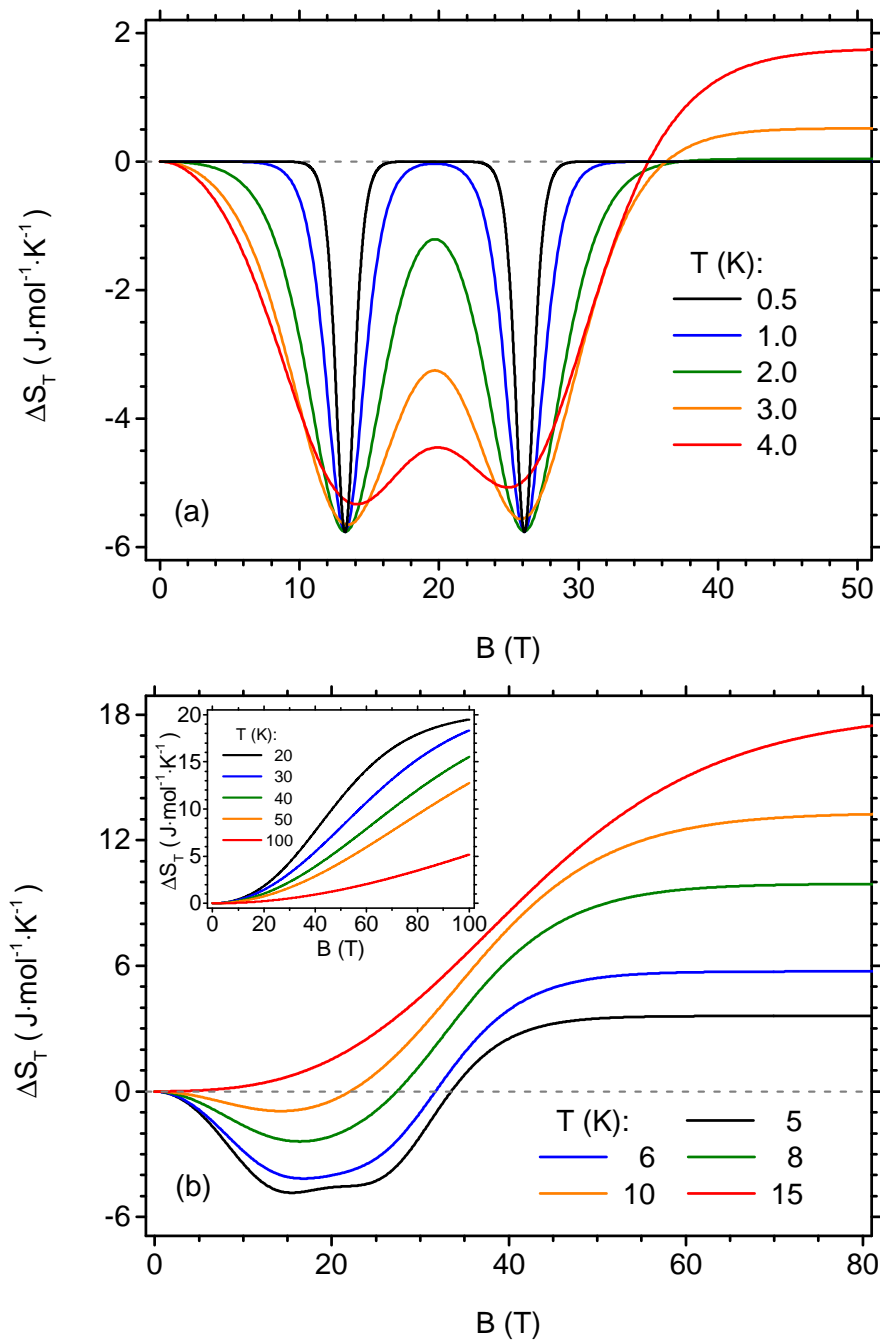 2
0
-2
-4
-6
ΔS_T ( J·mol⁻¹·K⁻¹)
T (K):
0.5
1.0
2.0
3.0
4.0
(a)
0 10 20 30 40 50
B (T)
18
12
6
0
-6
ΔS_T ( J·mol⁻¹·K⁻¹)
20
15
10
5
0
ΔS_T ( J·mol⁻¹·K⁻¹)
T (K):
20
30
40
50
100
0 20 40 60 80 100
B (T)
T (K): 5
6 8
10 15
(b)
0 20 40 60 80
B (T)